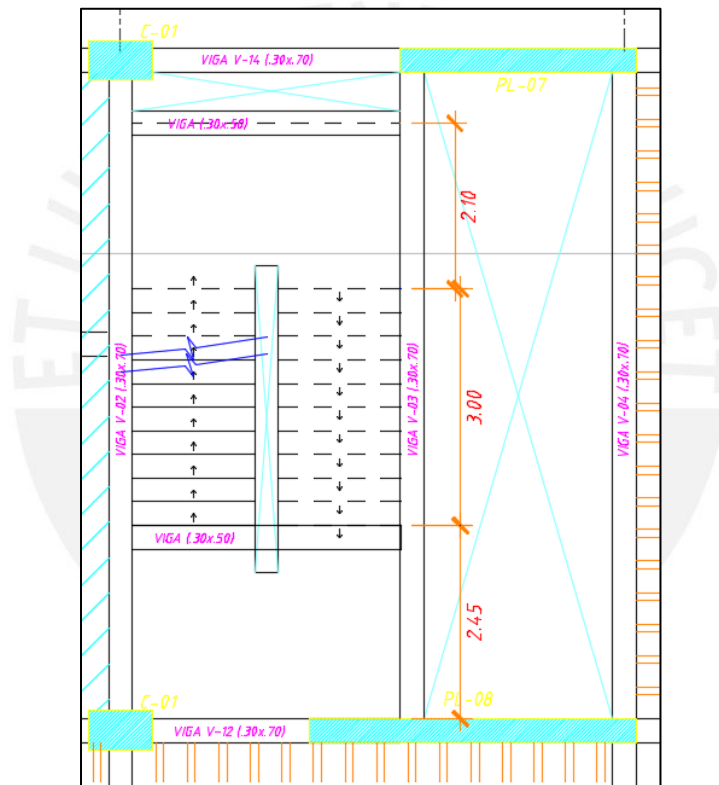 C-01
VIGA V-14 (.30x.70)
PL-07
VIGA (.30x.50)
2.10
VIGA V-02 (.30x.70)
VIGA V-03 (.30x.70)
3.00
VIGA V-04 (.30x.70)
VIGA (.30x.50)
2.45
C-01
PL-08
VIGA V-12 (.30x.70)